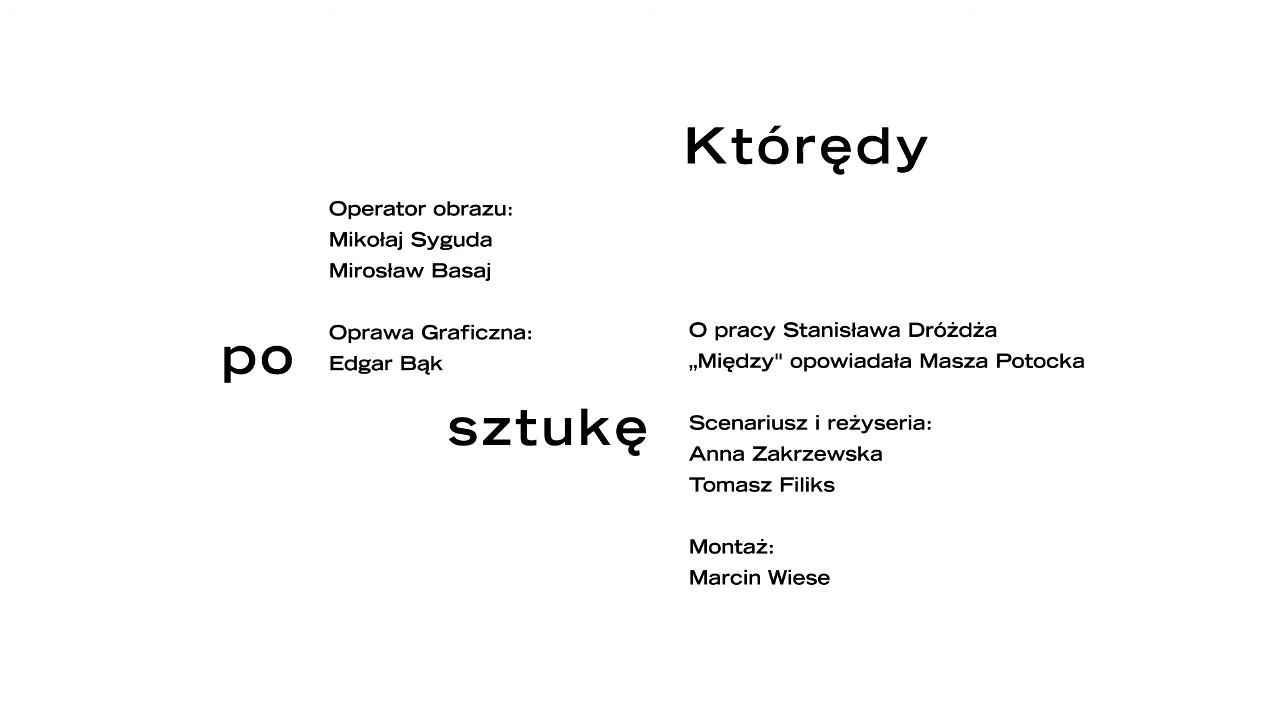 Którędy
po
sztukę
Operator obrazu:
Mikołaj Syguda
Mirosław Basaj
Oprawa Graficzna:
Edgar Bąk
O pracy Stanisława Dróżdża
„Między" opowiadała Masza Potocka
Scenariusz i reżyseria:
Anna Zakrzewska
Tomasz Filiks
Montaż:
Marcin Wiese